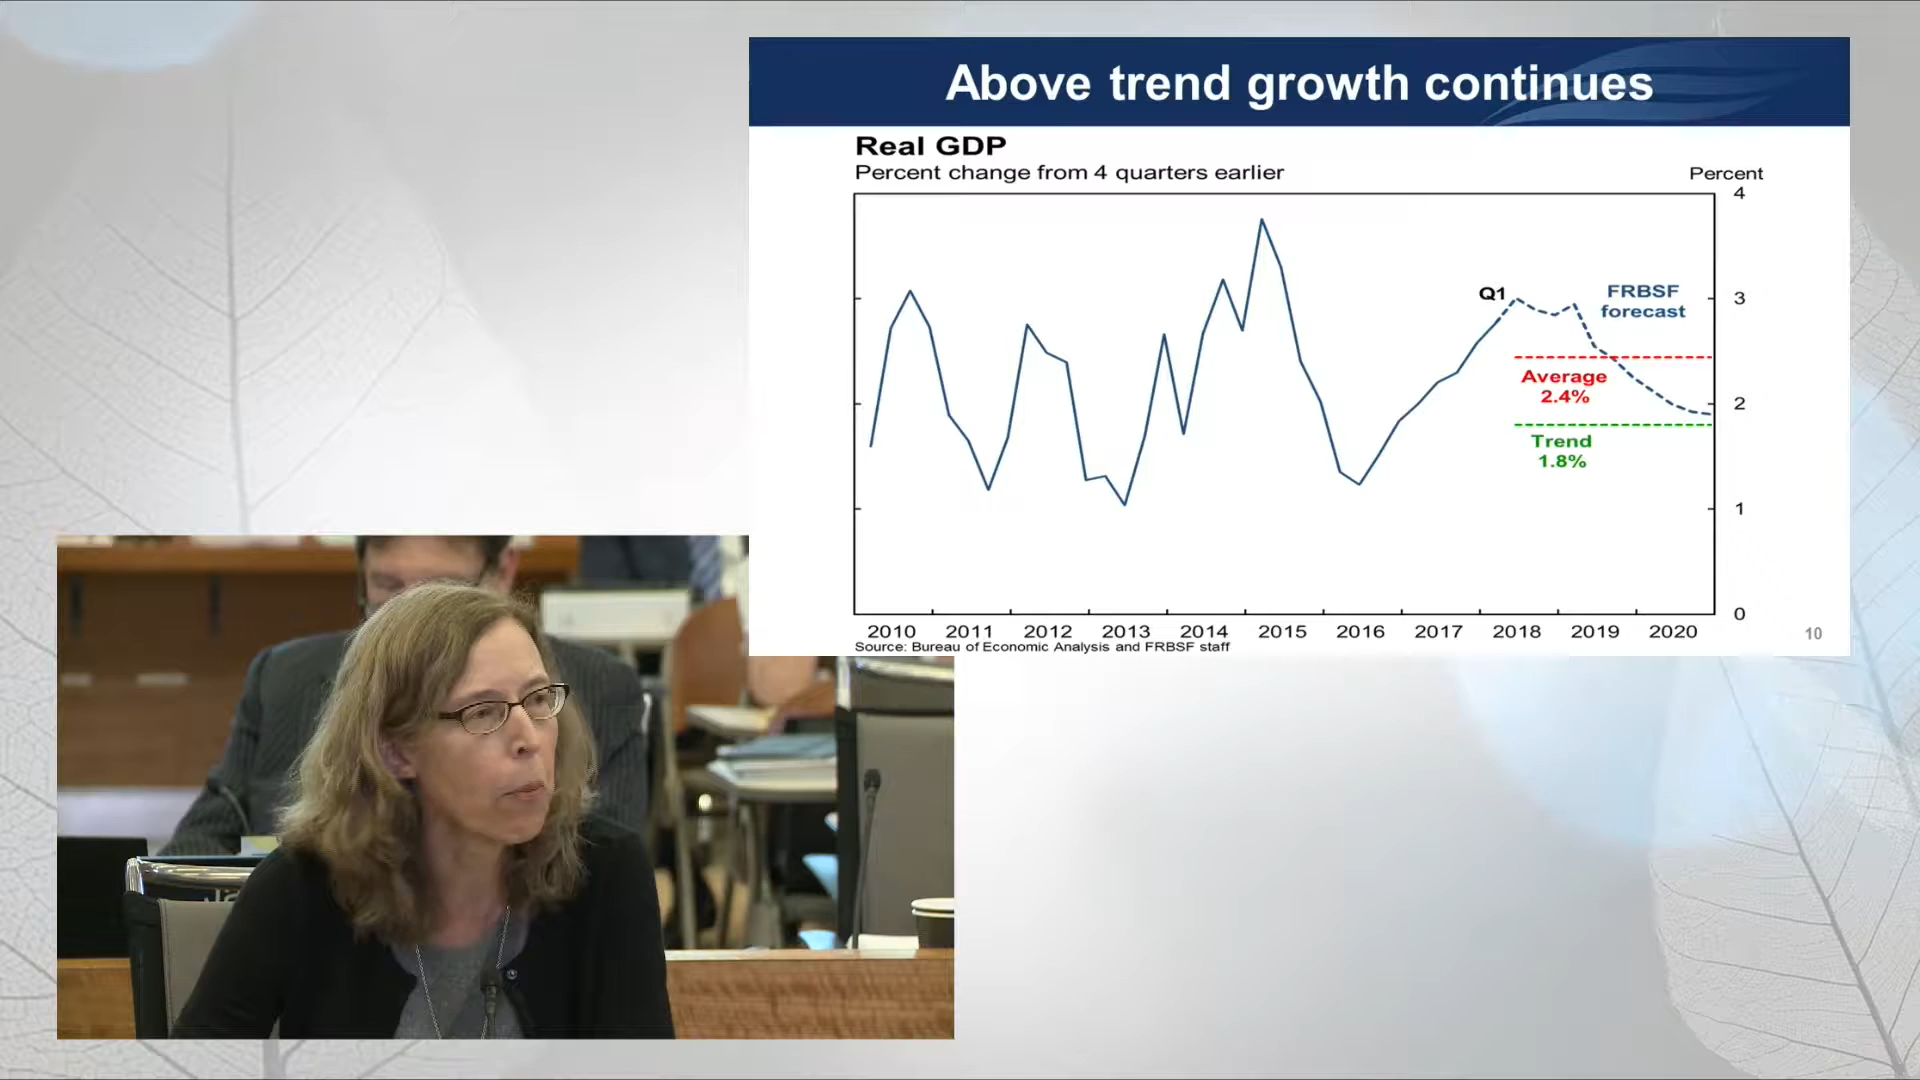 Above trend growth continues
Real GDP
Percent change from 4 quarters earlier
Percent
4
3
2
1
0
Q1
FRBSF
forecast
Average
2.4%
Trend
1.8%
2010 2011 2012 2013 2014 2015 2016 2017 2018 2019 2020
Source: Bureau of Economic Analysis and FRBSF staff
10